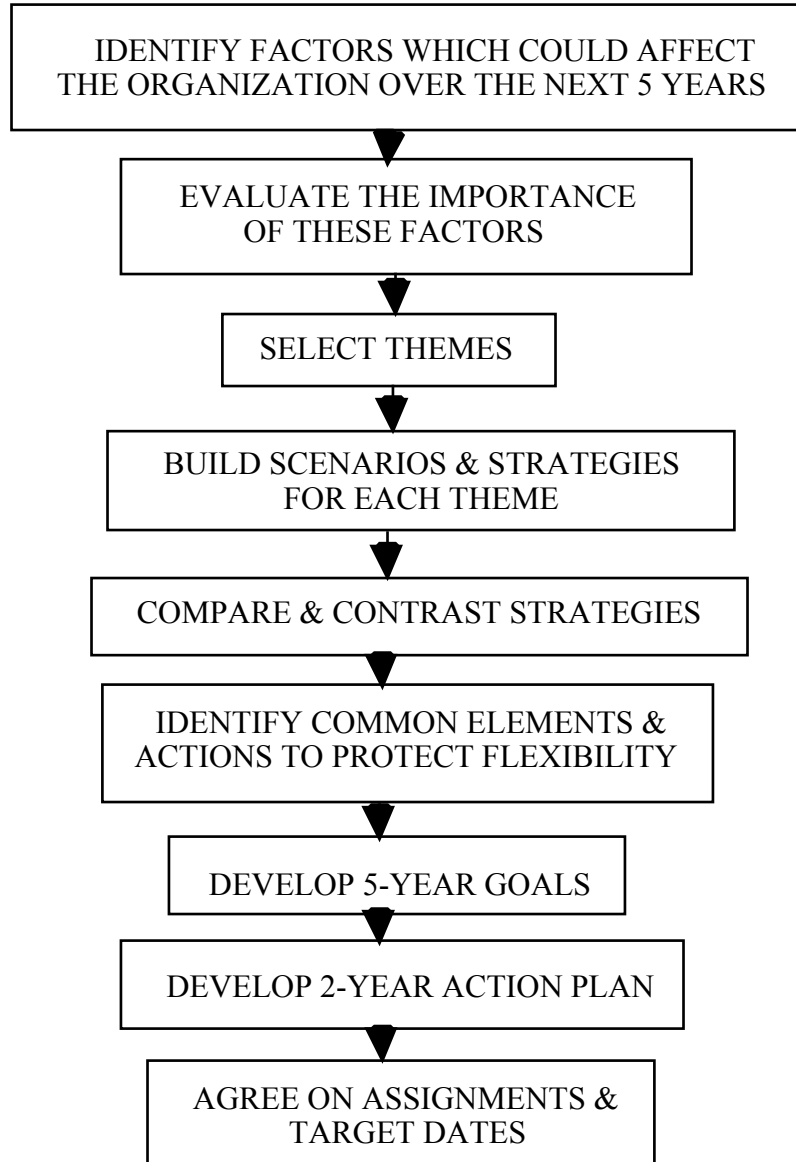 IDENTIFY FACTORS WHICH COULD AFFECT
THE ORGANIZATION OVER THE NEXT 5 YEARS
EVALUATE THE IMPORTANCE
OF THESE FACTORS
SELECT THEMES
BUILD SCENARIOS & STRATEGIES
FOR EACH THEME
COMPARE & CONTRAST STRATEGIES
IDENTIFY COMMON ELEMENTS &
ACTIONS TO PROTECT FLEXIBILITY
DEVELOP 5-YEAR GOALS
DEVELOP 2-YEAR ACTION PLAN
AGREE ON ASSIGNMENTS &
TARGET DATES